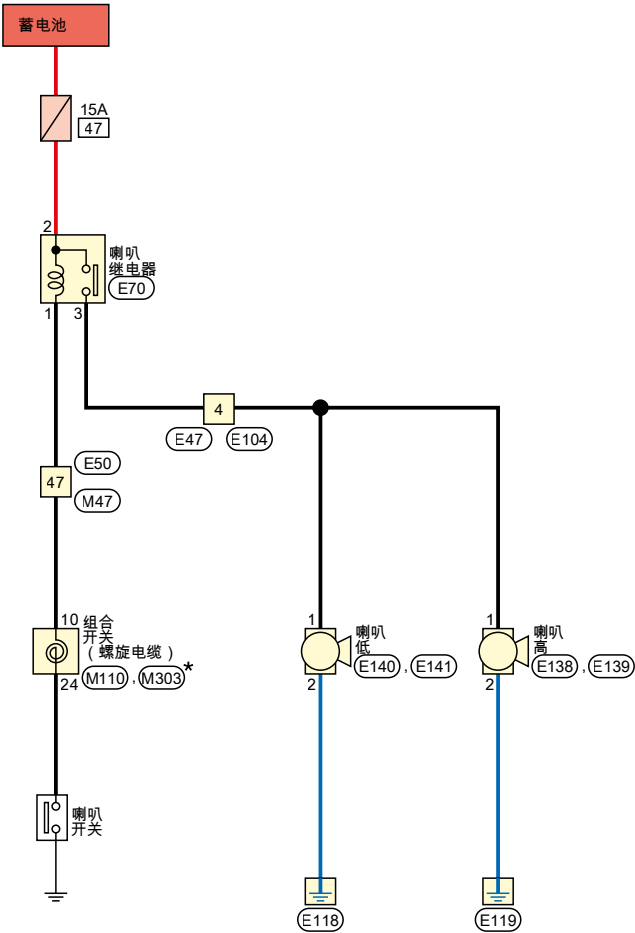 蓄电池
15A
47
2
喇叭
继电器
E70
1
3
4
E47
E104
E50
47
M47
10
组合
开关
(螺旋电缆)
M110 , M303 *
24
1
喇叭
低
E140 , E141
2
1
喇叭
高
E138 , E139
2
喇叭
开关
E118
E119